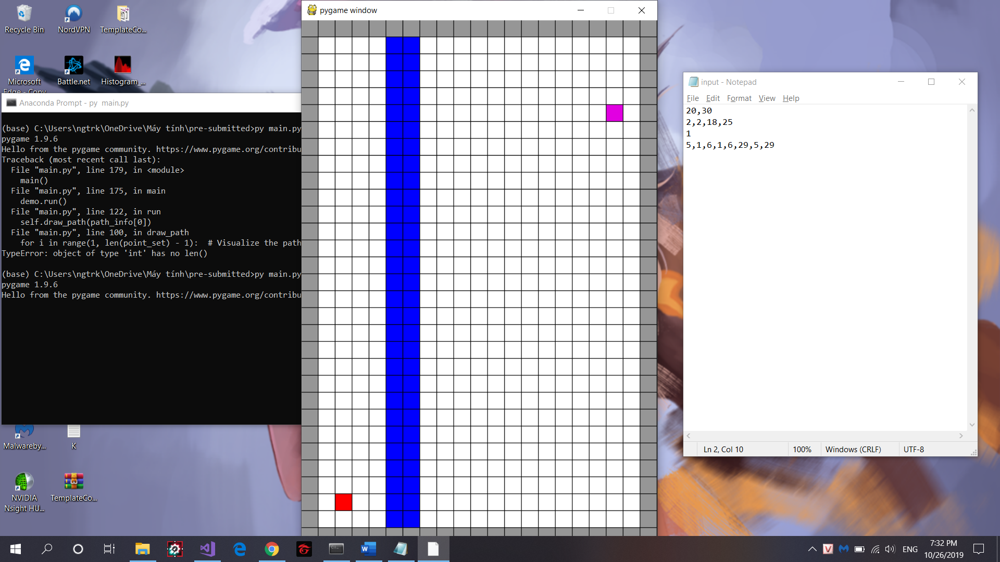 Recycle Bin
NordVPN
TemplateCo...
Microsoft
Edge - Copy
Battle.net
Histogram_...
Anaconda Prompt - py  main.py
(base) C:\Users\ngtrk\OneDrive\Máy tính\pre-submitted>py main.py
pygame 1.9.6
Hello from the pygame community. https://www.pygame.org/contribu
Traceback (most recent call last):
  File "main.py", line 179, in <module>
    main()
  File "main.py", line 175, in main
    demo.run()
  File "main.py", line 122, in run
    self.draw_path(path_info[0])
  File "main.py", line 100, in draw_path
    for i in range(1, len(point_set) - 1):  # Visualize the path
TypeError: object of type 'int' has no len()
(base) C:\Users\ngtrk\OneDrive\Máy tính\pre-submitted>py main.py
pygame 1.9.6
Hello from the pygame community. https://www.pygame.org/contribu
Malwareby...
K
NVIDIA
Nsight HU...
TemplateCo...
pygame window
input - Notepad
File Edit Format View Help
20,30
2,2,18,25
1
5,1,6,1,6,29,5,29
Ln 2, Col 10
100%
Windows (CRLF)
UTF-8
ENG
7:32 PM
10/26/2019